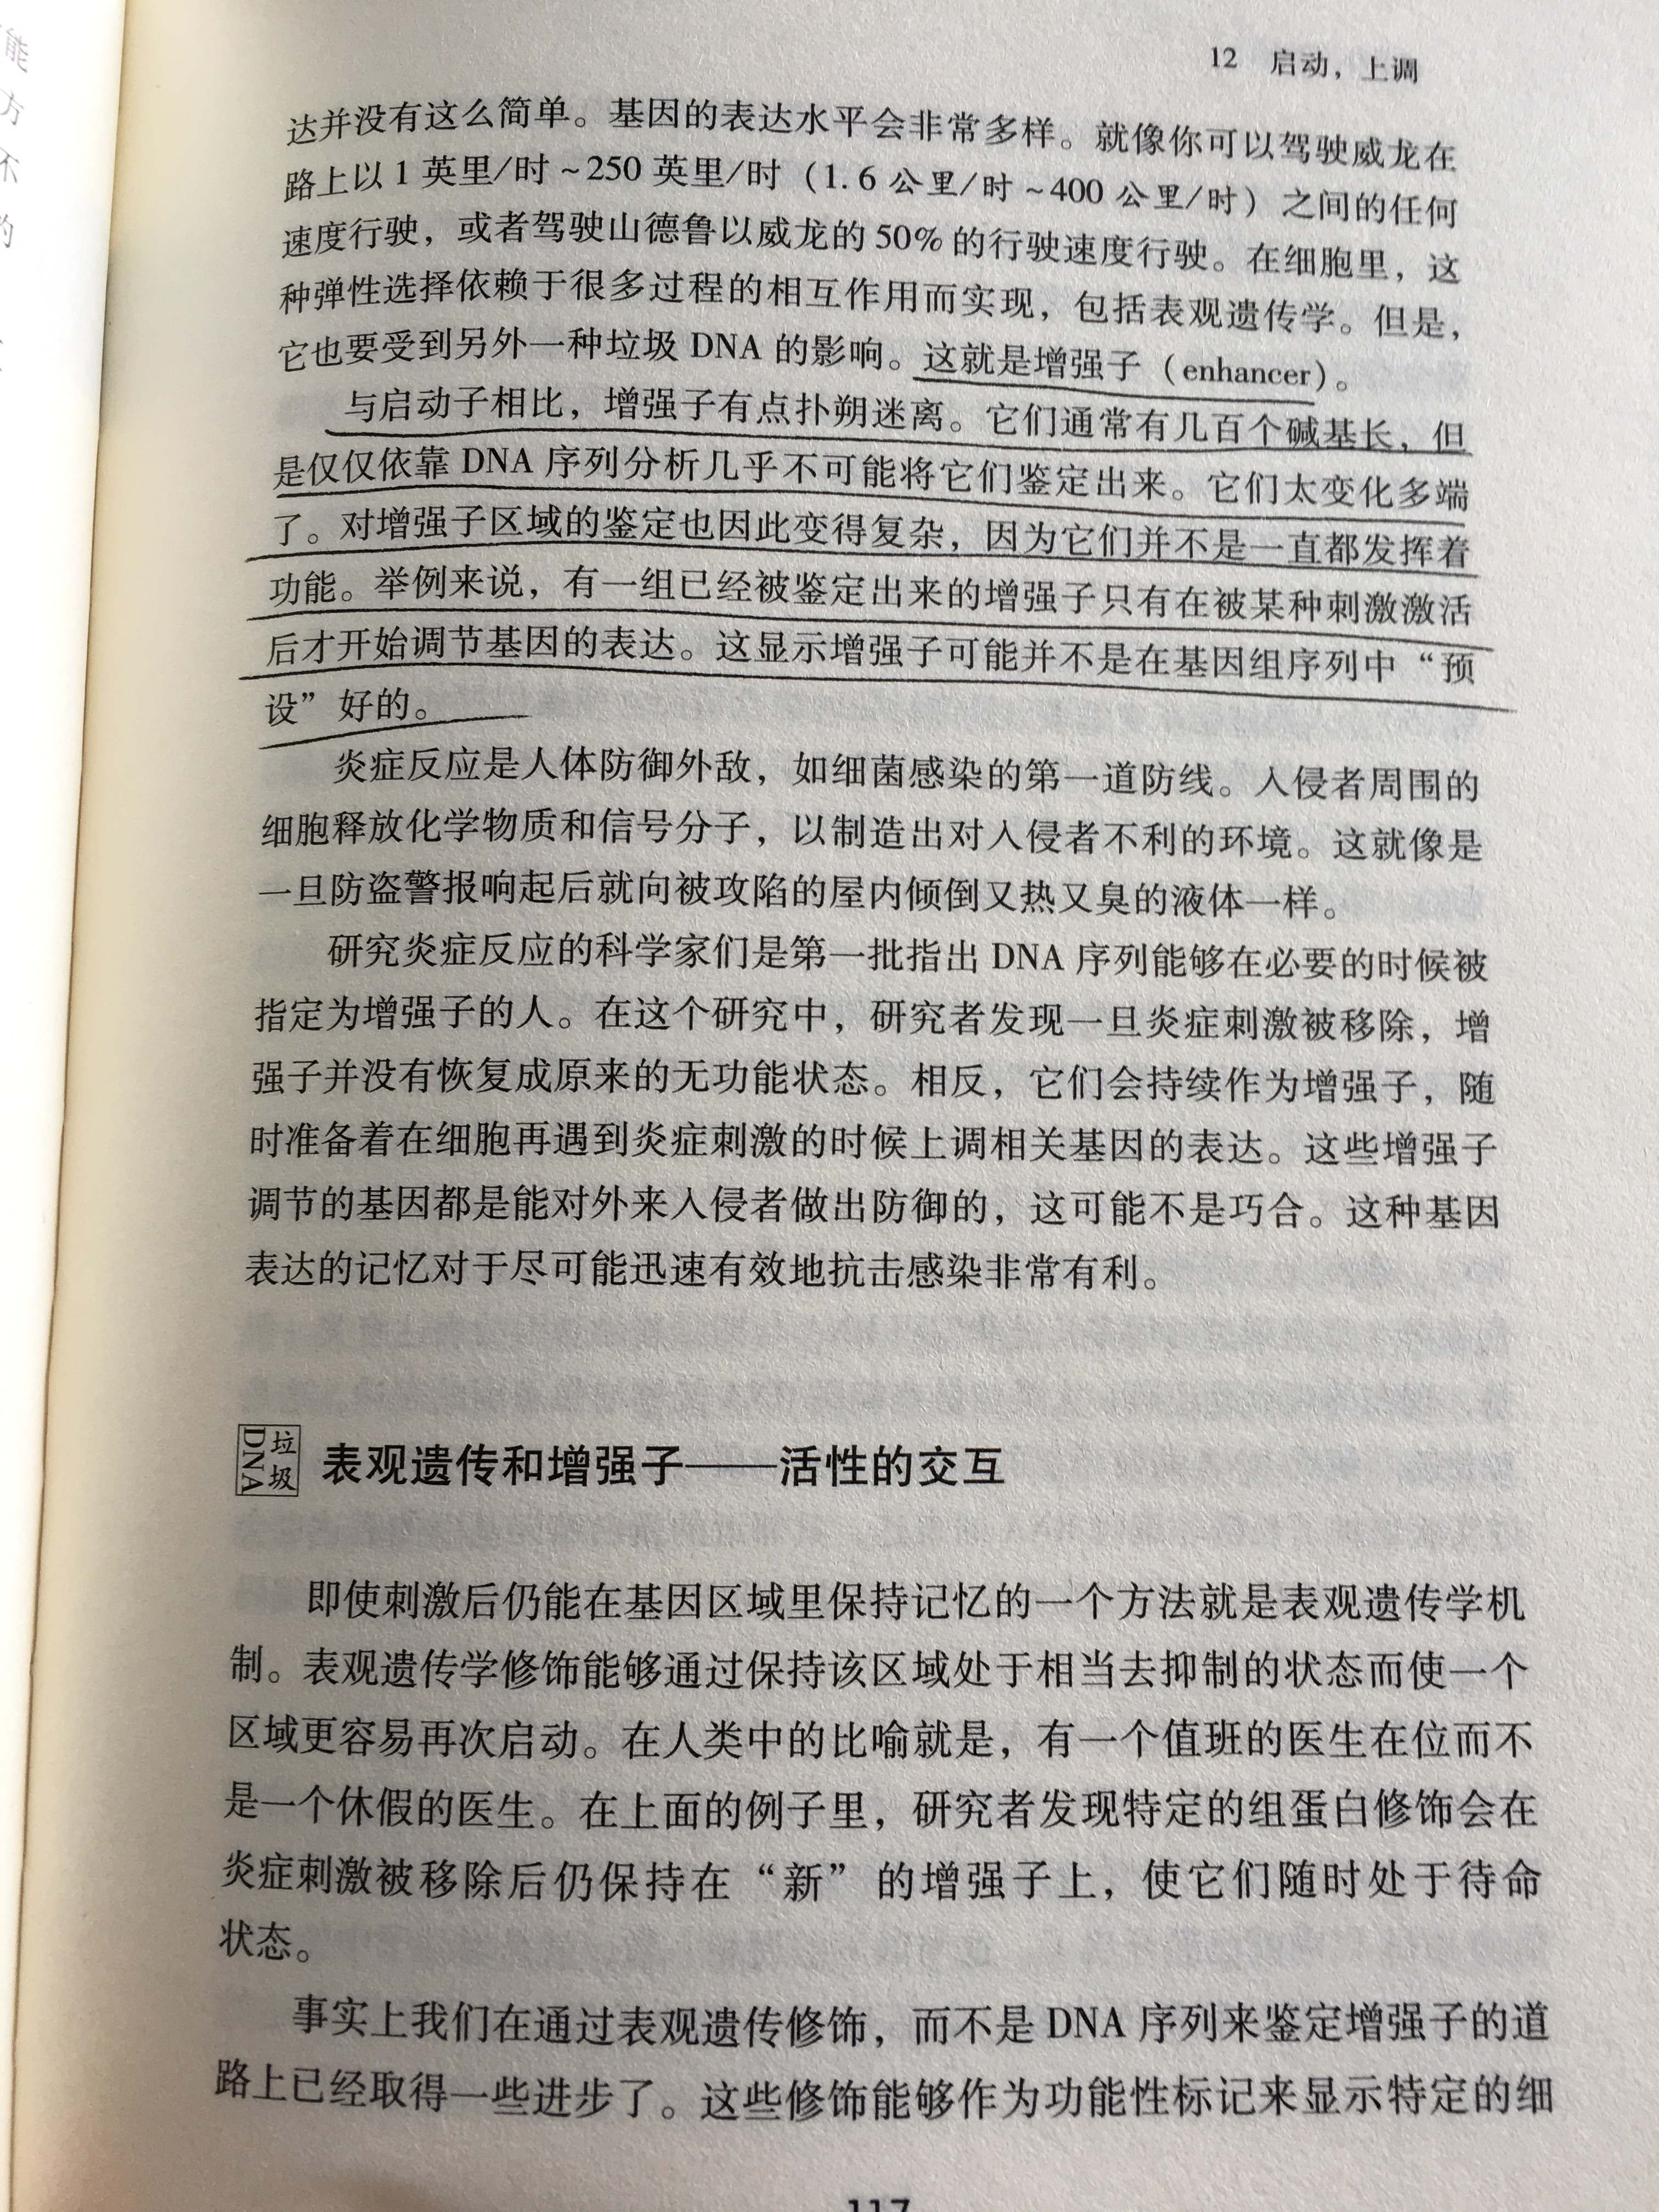 能
方
不
的
12 启动，上调
达并没有这么简单。基因的表达水平会非常多样。就像你可以驾驶威龙在
路上以 1 英里/时 ~250 英里/时（1.6 公里/时 ~400 公里/时）之间的任何
速度行驶，或者驾驶山德鲁以威龙的 50% 的行驶速度行驶。在细胞里，这
种弹性选择依赖于很多过程的相互作用而实现，包括表观遗传学。但是，
它也要受到另外一种垃圾 DNA 的影响。这就是增强子（enhancer）。
与启动子相比，增强子有点扑朔迷离。它们通常有几百个碱基长，但
是仅仅依靠 DNA 序列分析几乎不可能将它们鉴定出来。它们太变化多端
了。对增强子区域的鉴定也因此变得复杂，因为它们并不是一直都发挥着
功能。举例来说，有一组已经被鉴定出来的增强子只有在被某种刺激激活
后才开始调节基因的表达。这显示增强子可能并不是在基因组序列中“预
设”好的。
炎症反应是人体防御外敌，如细菌感染的第一道防线。入侵者周围的
细胞释放化学物质和信号分子，以制造出对入侵者不利的环境。这就像是
一旦防盗警报响起后就向被攻陷的屋内倾倒又热又臭的液体一样。
研究炎症反应的科学家们是第一批指出 DNA 序列能够在必要的时候被
指定为增强子的人。在这个研究中，研究者发现一旦炎症刺激被移除，增
强子并没有恢复成原来的无功能状态。相反，它们会持续作为增强子，随
时准备着在细胞再遇到炎症刺激的时候上调相关基因的表达。这些增强子
调节的基因都是能对外来入侵者做出防御的，这可能不是巧合。这种基因
表达的记忆对于尽可能迅速有效地抗击感染非常有利。
垃圾 DNA
表观遗传和增强子——活性的交互
即使刺激后仍能在基因区域里保持记忆的一个方法就是表观遗传学机
制。表观遗传学修饰能够通过保持该区域处于相当去抑制的状态而使一个
区域更容易再次启动。在人类中的比喻就是，有一个值班的医生在位而不
是一个休假的医生。在上面的例子里，研究者发现特定的组蛋白修饰会在
炎症刺激被移除后仍保持在“新”的增强子上，使它们随时处于待命
状态。
事实上我们在通过表观遗传修饰，而不是 DNA 序列来鉴定增强子的道
路上已经取得一些进步了。这些修饰能够作为功能性标记来显示特定的细
117